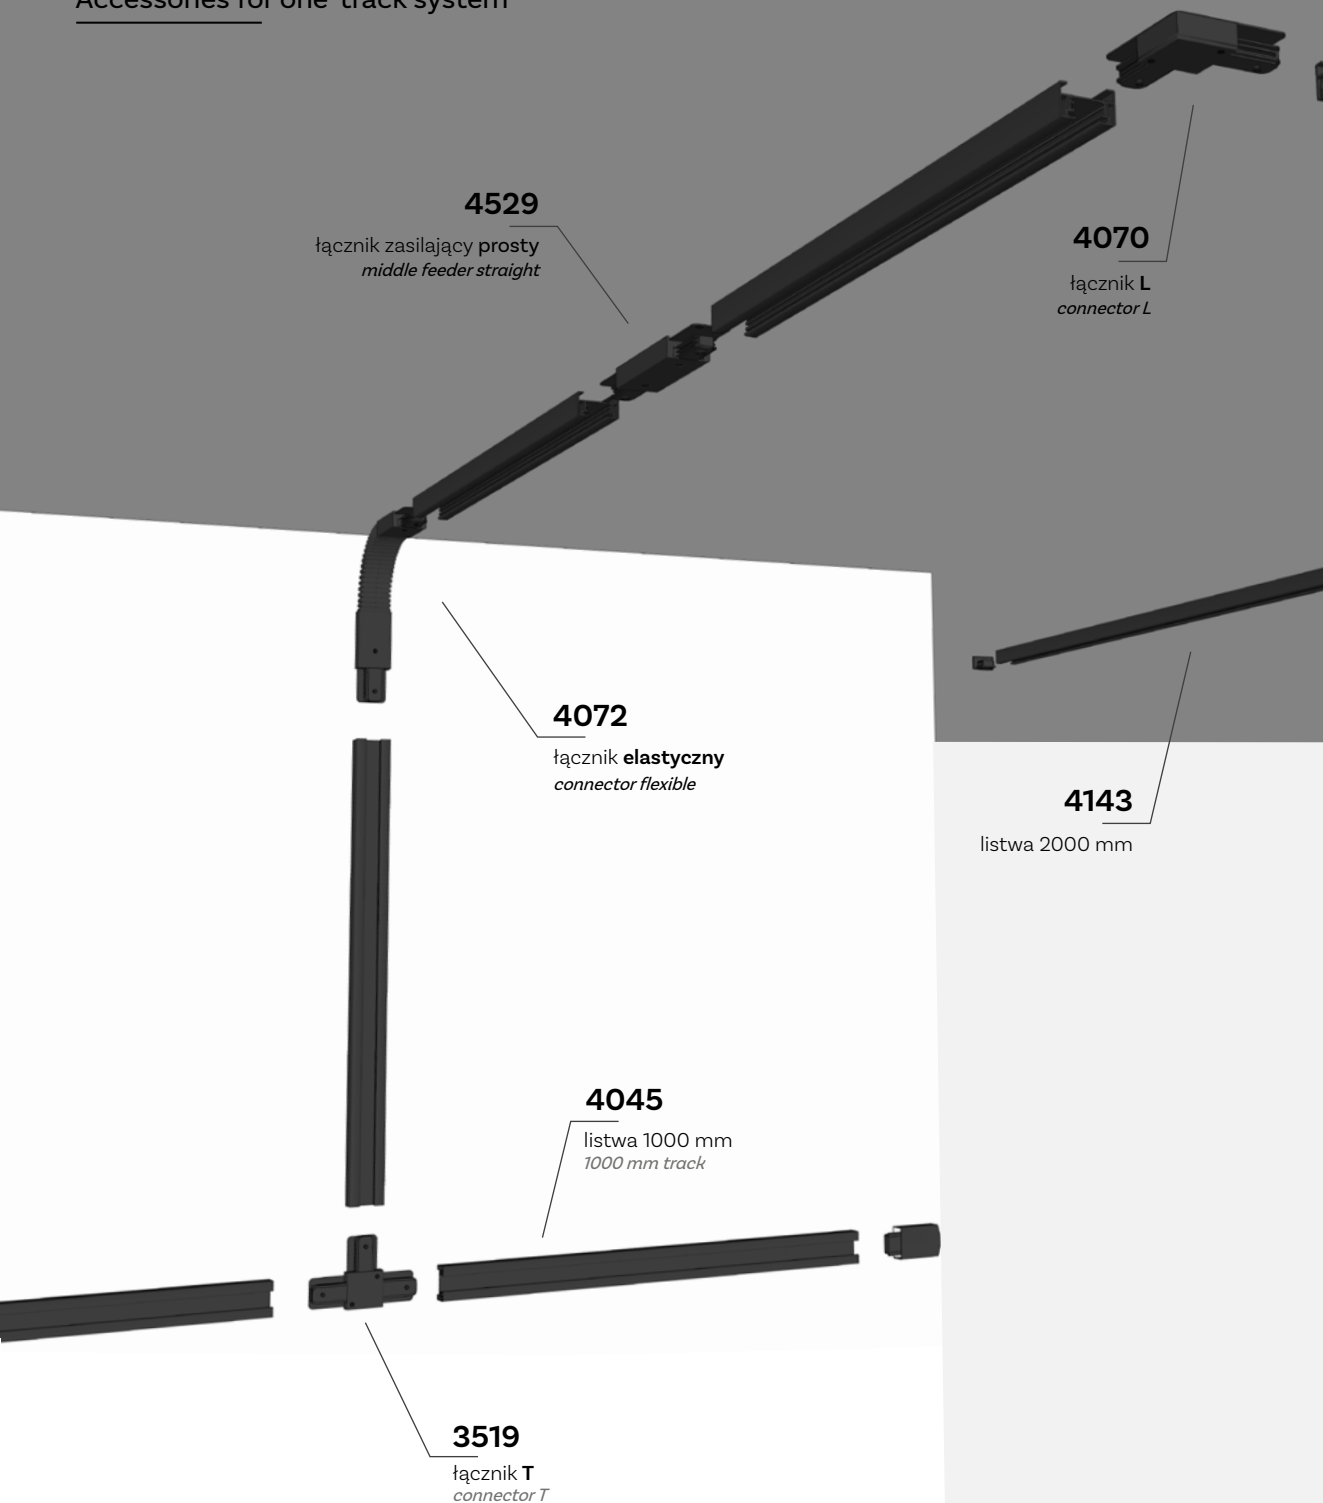 Accessories for one-track system
4529
łącznik zasilający prosty
middle feeder straight
4070
łącznik L
connector L
4072
łącznik elastyczny
connector flexible
4143
listwa 2000 mm
4045
listwa 1000 mm
1000 mm track
3519
łącznik T
connector T